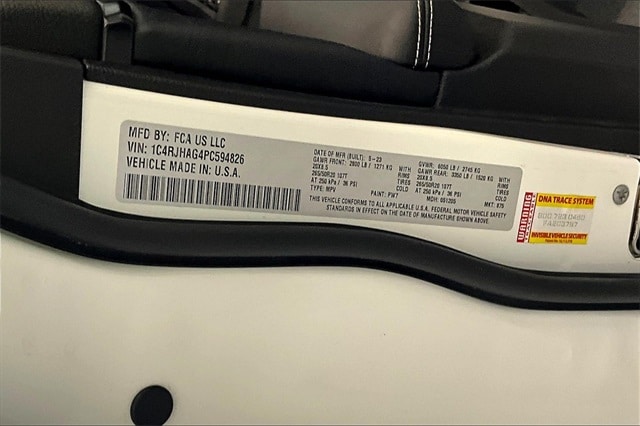 MFD BY: FCA US LLC
VIN: 1C4RJHAG4PC594826
VEHICLE MADE IN: U.S.A.
DATE OF MFR (BUILT): 5-23
GAWR FRONT: 2800 LB / 1271 KG WITH
20X8.5 RIMS
265/50R20 107T TIRES
AT 250 kPa / 36 PSI COLD
TYPE: MPV
PAINT: PW7
GVWR: 6050 LB / 2745 KG
GAWR REAR: 3350 LB / 1520 KG WITH
20X8.5 RIMS
265/50R20 107T TIRES
AT 250 kPa / 36 PSI COLD
MDH: 051205
MKT:
THIS VEHICLE CONFORMS TO ALL APPLICABLE U.S.A. FEDERAL MOTOR VEHICLE SAFETY
STANDARDS IN EFFECT ON THE DATE OF MANUFACTURE SHOWN ABOVE.
WARNING
DNA TRACE SYSTEM
INVISIBLE VEHICLE SECURITY